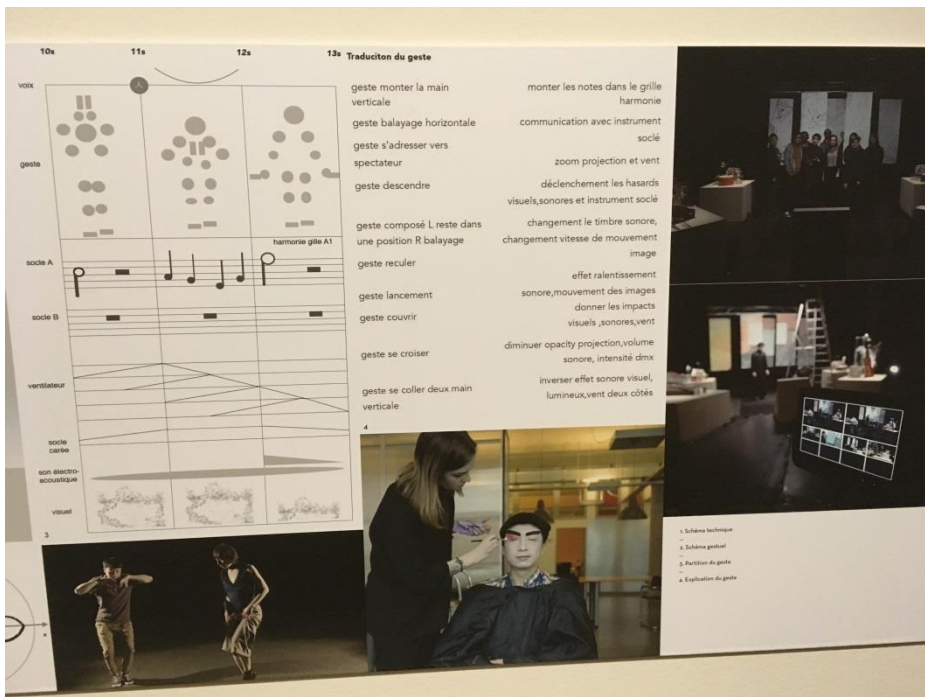 10s 11s 12s 13s
voix
geste
harmonie gille A1
socle A
socle B
ventilateur
socle
carée
son électro-
acoustique
visuel
3
Traduciton du geste
geste monter la main
verticale
geste balayage horizontale
geste s'adresser vers
spectateur
geste descendre
geste composé L reste dans
une position R balayage
geste reculer
geste lancement
geste couvrir
geste se croiser
geste se coller deux main
verticale
4
monter les notes dans le grille
harmonie
communication avec instrument
soclé
zoom projection et vent
déclenchement les hasards
visuels,sonores et instrument soclé
changement le timbre sonore,
changement vitesse de mouvement
image
effet ralentissement
sonore,mouvement des images
donner les impacts
visuels ,sonores,vent
diminuer opacity projection,volume
sonore, intensité dmx
inverser effet sonore visuel,
lumineux,vent deux côtés
1. Schéma technique
—
2. Schéma gestuel
—
3. Partition du geste
—
4. Explication du geste
x